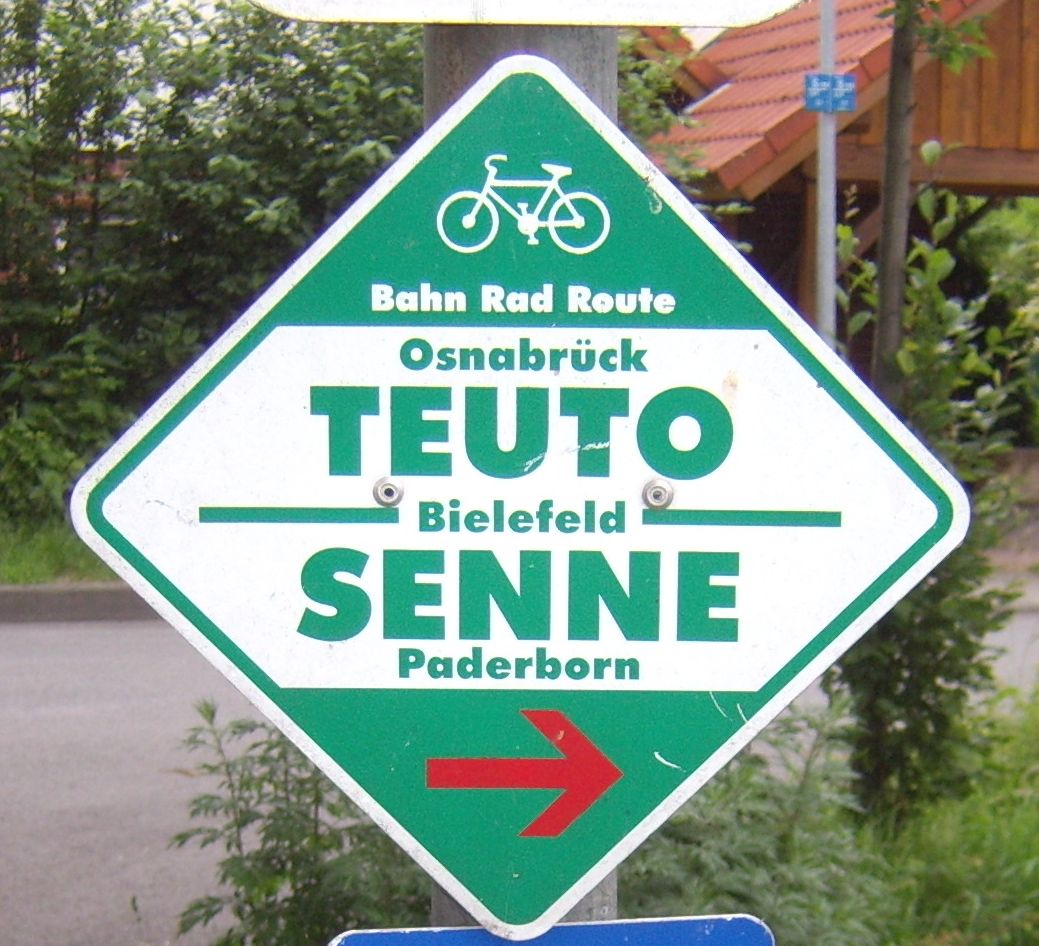 Bahn Rad Route
Osnabrück
TEUTO
Bielefeld
SENNE
Paderborn